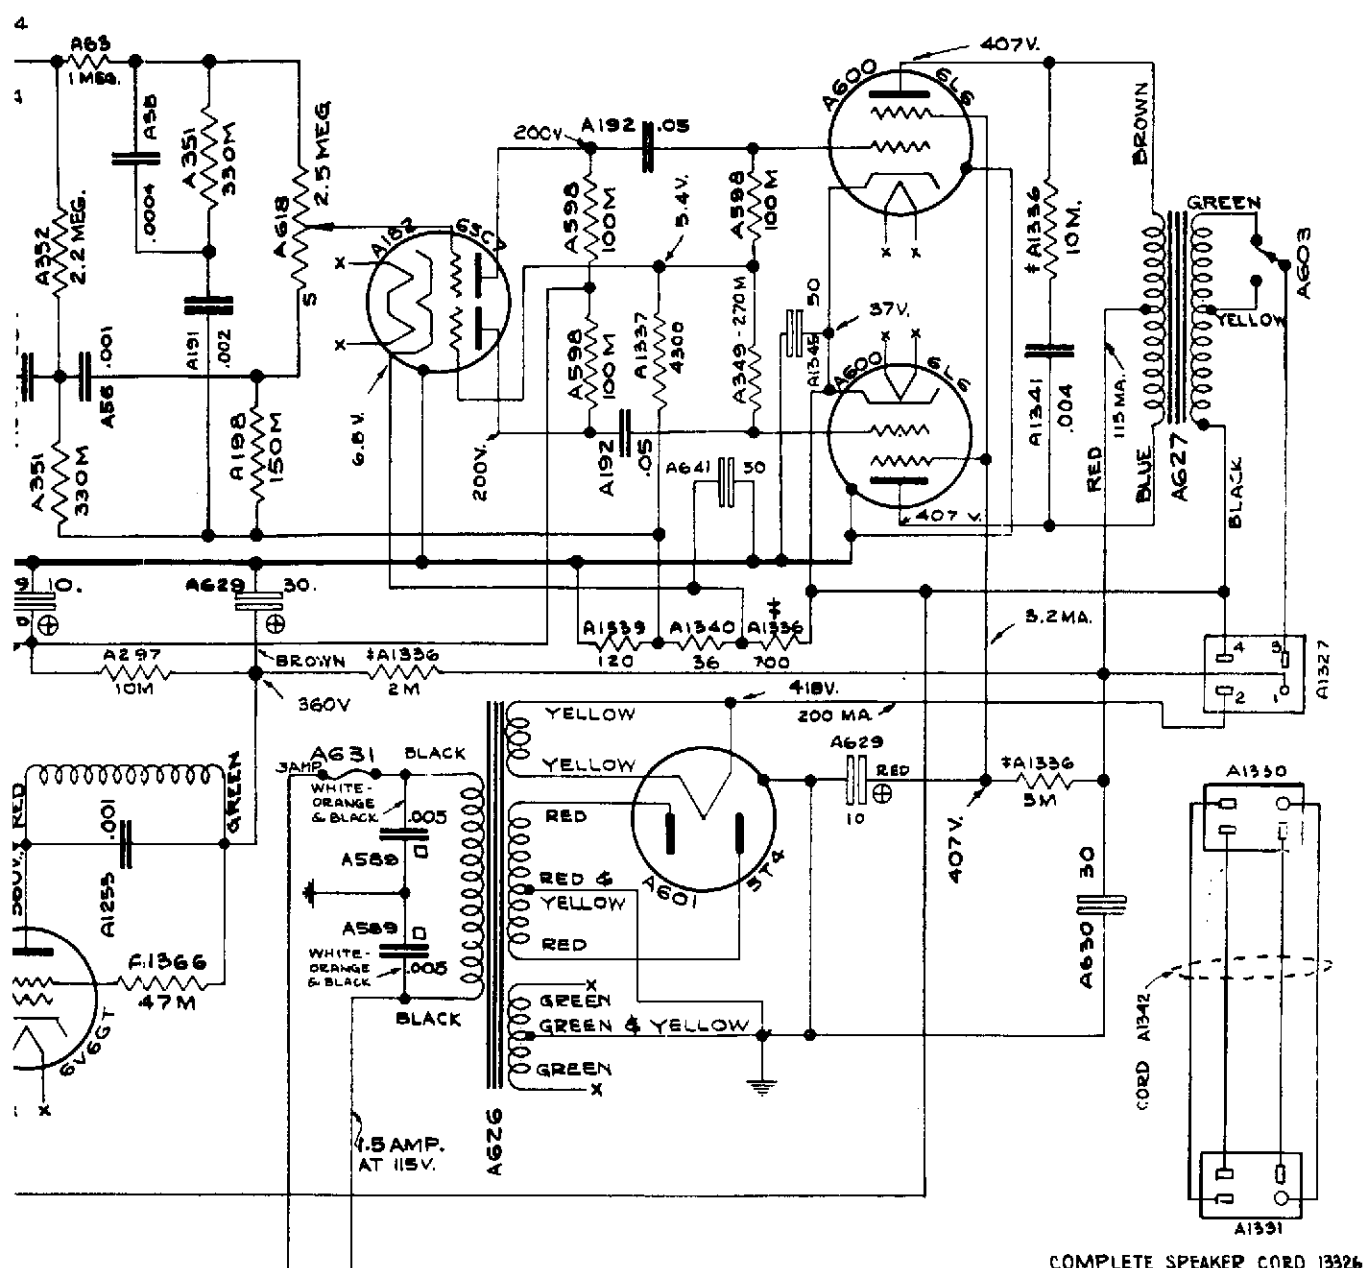 4
A63
1 MEG.
A38
.0004
A351
330M
2.5 MEG
A618
5
A352
2.2 MEG.
A191
.002
.001
A56
A351
330M
A198
150M
A182
6SC7
X
X
6.8 V.
200V
A192
.05
A598
100M
A598
100M
200V.
A192
.05
A1337
4300
5.4V.
A598
100M
A349-270M
A641
50
50
A1345
37V.
A600
6L6
407V.
X
X
X
X
A600
6L6
407 V.
*A1336
10M.
A1341
.004
BROWN
GREEN
A603
YELLOW
115 MA.
RED
BLUE
A627
BLACK
10.
A629
30.
A297
10M
BROWN
*A1336
2M
360V
A1339
120
A1340
36
A1336
700
3.2MA.
4
3
2
1
A1327
YELLOW
418V.
200 MA.
YELLOW
A629
RED
10
*A1336
5M
407V.
A631
3AMP
BLACK
WHITE-
ORANGE
& BLACK
.005
A589
A589
WHITE-
ORANGE
& BLACK
.005
BLACK
RED
RED &
YELLOW
RED
A601
5T4
X
GREEN
GREEN & YELLOW
GREEN
X
A626
1.5 AMP.
AT 115V.
RED
GREEN
.001
A1255
A1366
47M
6V6GT
X
30
A630
A1330
CORD A1342
A1331
COMPLETE SPEAKER CORD 13326